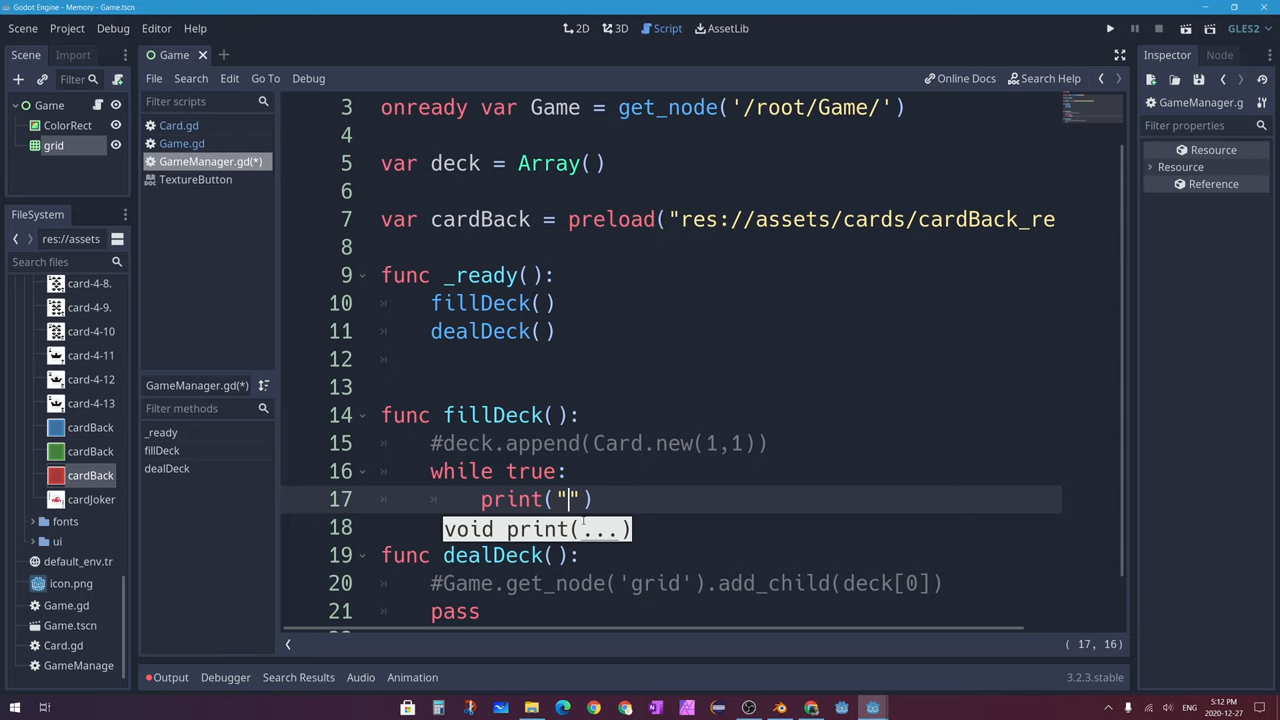 Godot Engine - Memory - Game.tscn
Scene Project Debug Editor Help
2D 3D Script AssetLib
GLES2
Scene Import
Filter
Game
ColorRect
grid
FileSystem
res://assets
Search files
card-4-8.
card-4-9.
card-4-10
card-4-11
card-4-12
card-4-13
cardBack
cardBack
cardBack
cardJoker
fonts
ui
default_env.tr
icon.png
Game.gd
Game.tscn
Card.gd
GameManage
Game
File Search Edit Go To Debug
Online Docs Search Help
Filter scripts
Card.gd
Game.gd
GameManager.gd(*)
TextureButton
GameManager.gd(*)
Filter methods
_ready
fillDeck
dealDeck
3 onready var Game = get_node('/root/Game/')
4
5 var deck = Array()
6
7 var cardBack = preload("res://assets/cards/cardBack_re
8
9 func _ready():
10 fillDeck()
11 dealDeck()
12
13
14 func fillDeck():
15 #deck.append(Card.new(1,1))
16 while true:
17 print("")
18 void print(...)
19 func dealDeck():
20 #Game.get_node('grid').add_child(deck[0])
21 pass
( 17, 16)
Output Debugger Search Results Audio Animation
3.2.3.stable
Inspector Node
GameManager.g
Filter properties
Resource
Resource
Reference
5:12 PM
2020-12-27